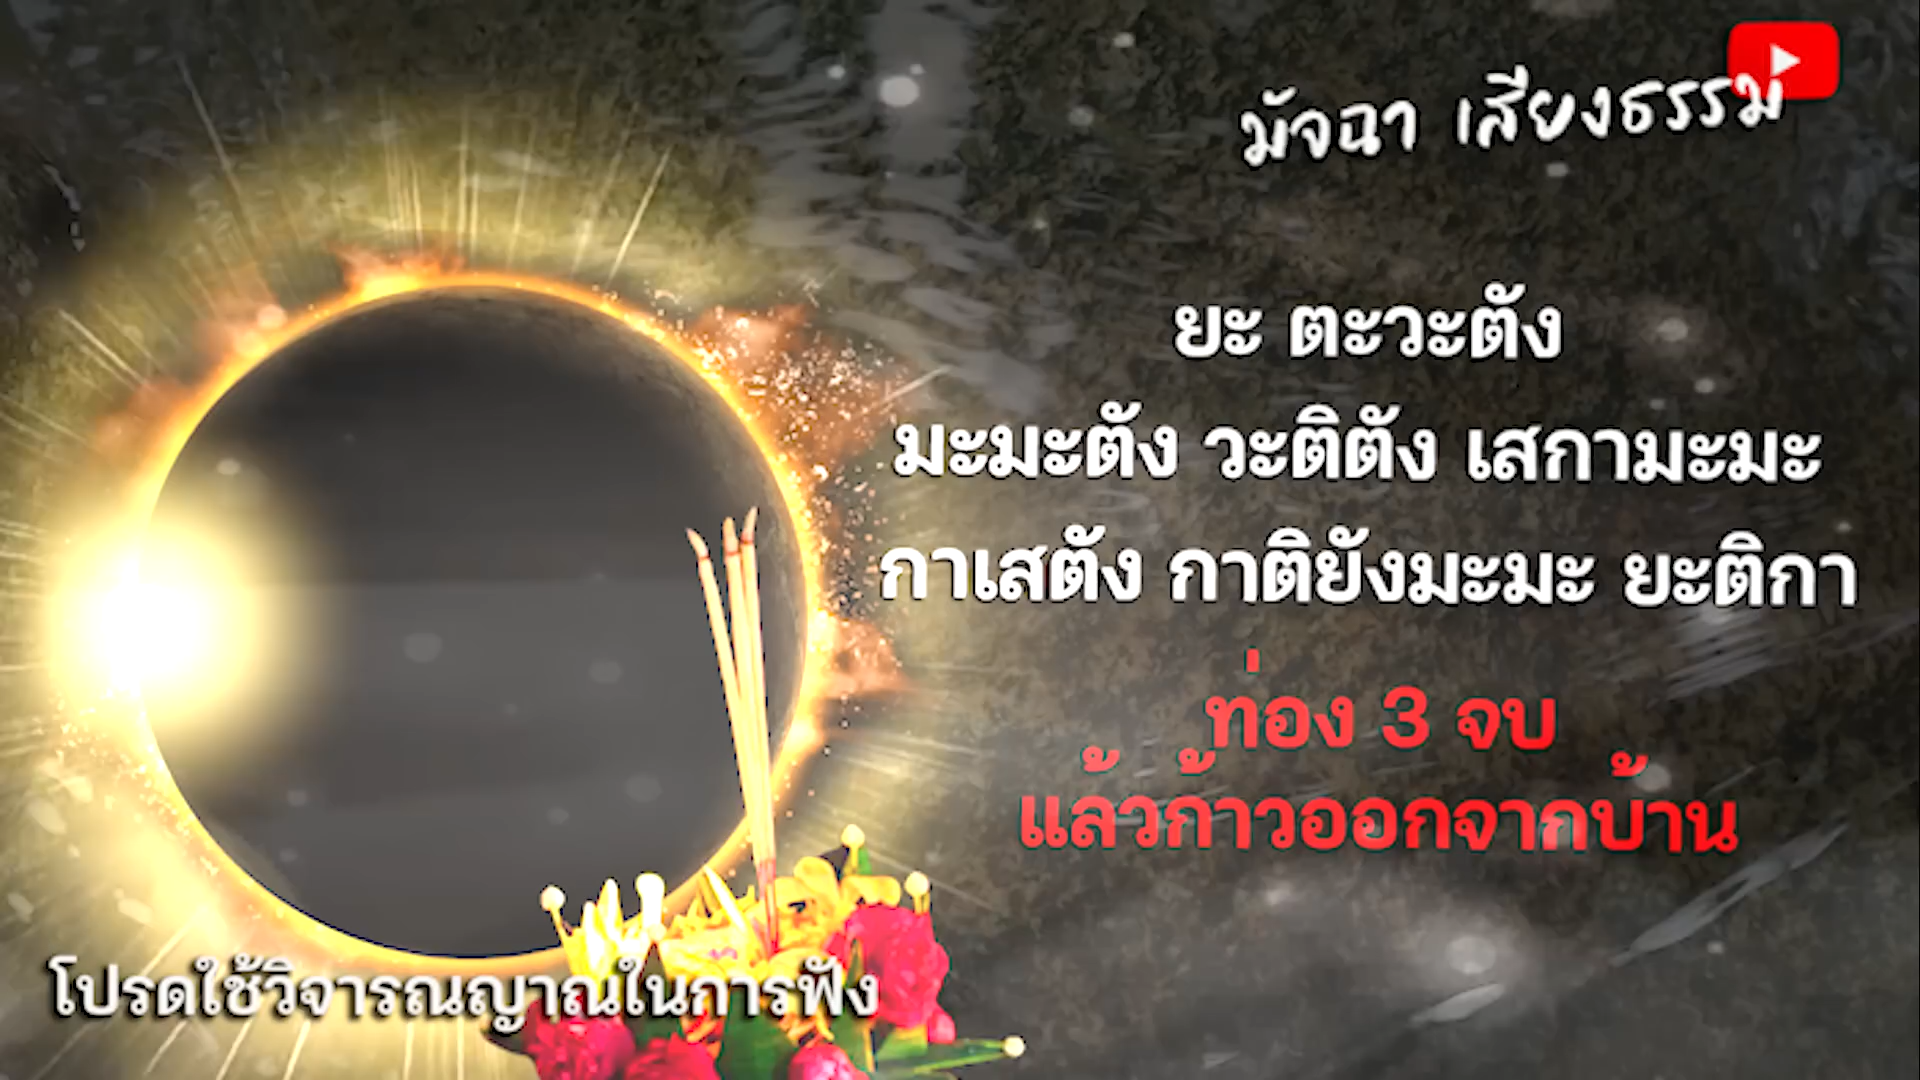 มัจฉา เสียงธรรม
ยะ ตะวะตัง
มะมะตัง วะติตัง เสกามะมะ
กาเสตัง กาติยังมะมะ ยะติกา
ท่อง 3 จบ
แล้วก้าวออกจากบ้าน
โปรดใช้วิจารณญาณในการฟัง